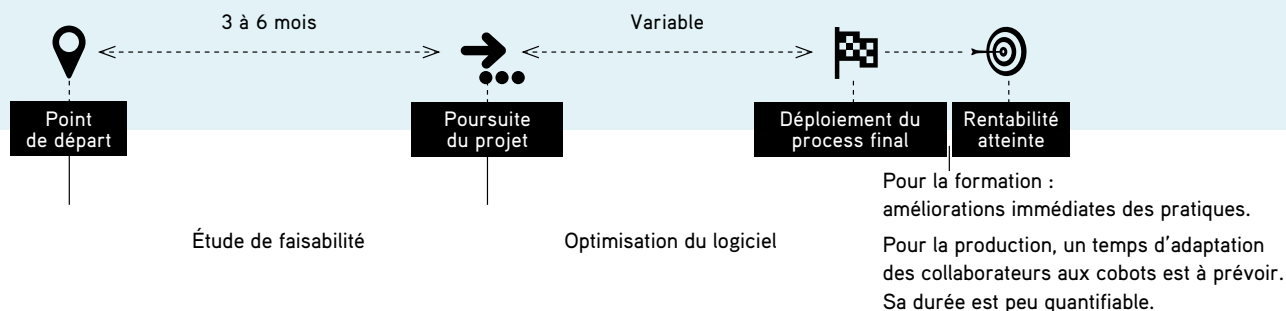 3 à 6 mois
Variable
Point
de départ
Poursuite
du projet
Déploiement du
process final
Rentabilité
atteinte
Étude de faisabilité
Optimisation du logiciel
Pour la formation :
améliorations immédiates des pratiques.
Pour la production, un temps d’adaptation
des collaborateurs aux cobots est à prévoir.
Sa durée est peu quantifiable.